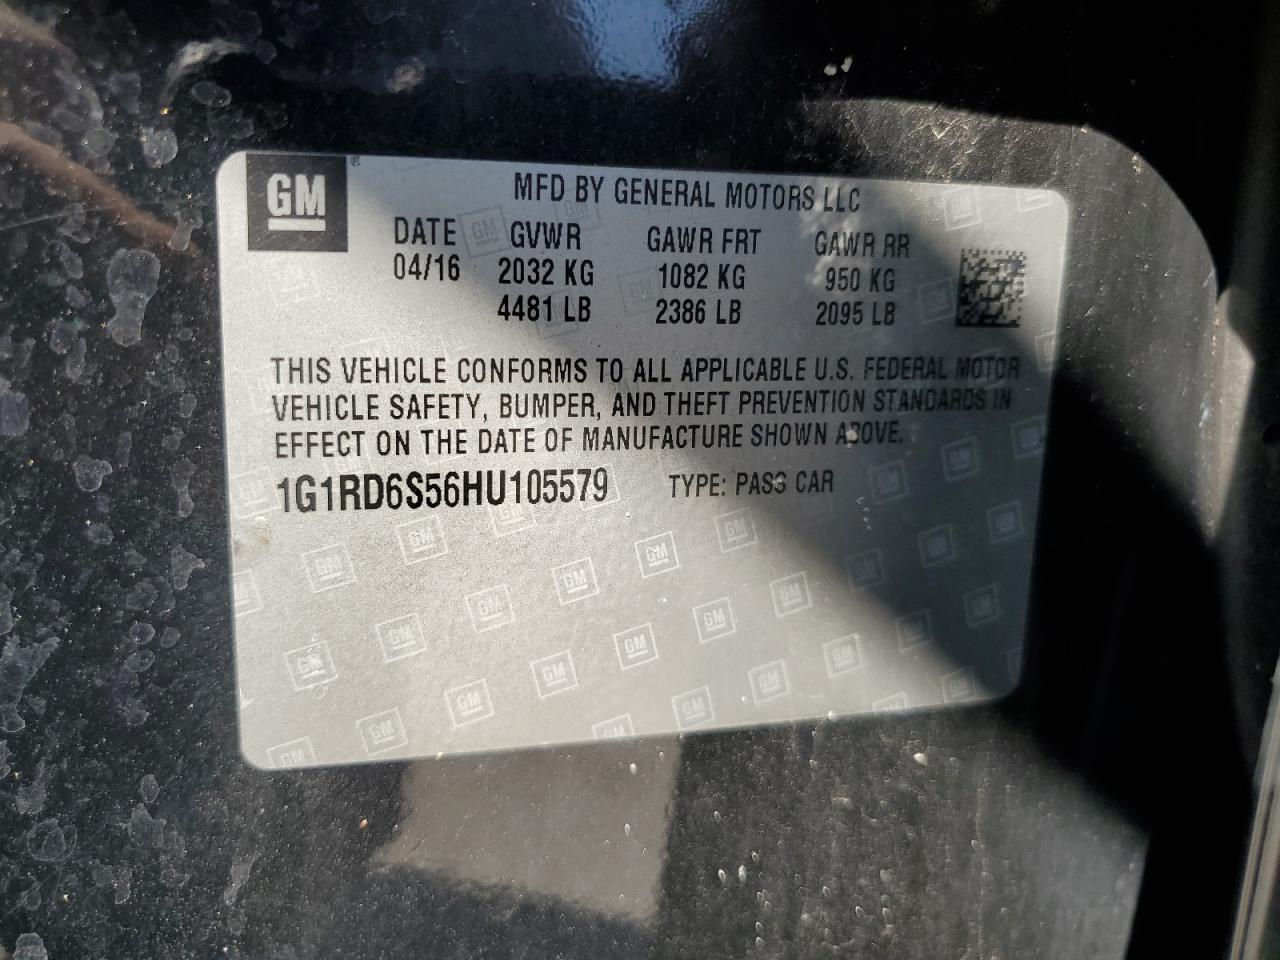 GM
MFD BY GENERAL MOTORS LLC
DATE GVWR GAWR FRT GAWR RR
04/16 2032 KG 1082 KG 950 KG
4481 LB 2386 LB 2095 LB
THIS VEHICLE CONFORMS TO ALL APPLICABLE U.S. FEDERAL MOTOR
VEHICLE SAFETY, BUMPER, AND THEFT PREVENTION STANDARDS IN
EFFECT ON THE DATE OF MANUFACTURE SHOWN ABOVE.
1G1RD6S56HU105579 TYPE: PASS CAR